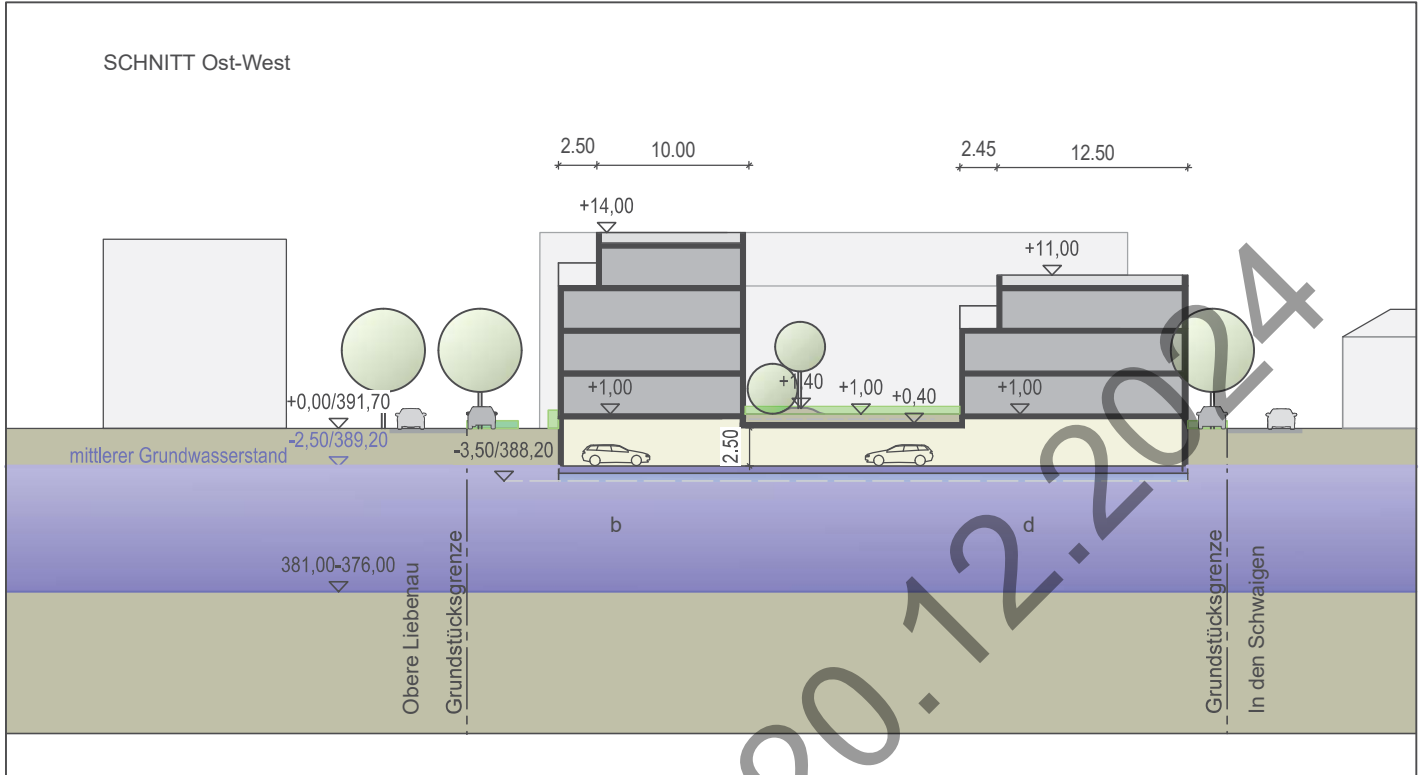 SCHNITT Ost-West
2.50
10.00
2.45
12.50
+14,00
+11,00
+1,00
+1,40
+1,00
+0,40
+1,00
+0,00/391,70
-2,50/389,20
mittlerer Grundwasserstand
-3,50/388,20
2.50
b
d
381,00-376,00
Obere Liebenau
Grundstücksgrenze
Grundstücksgrenze
In den Schwaigen
20.12.2024